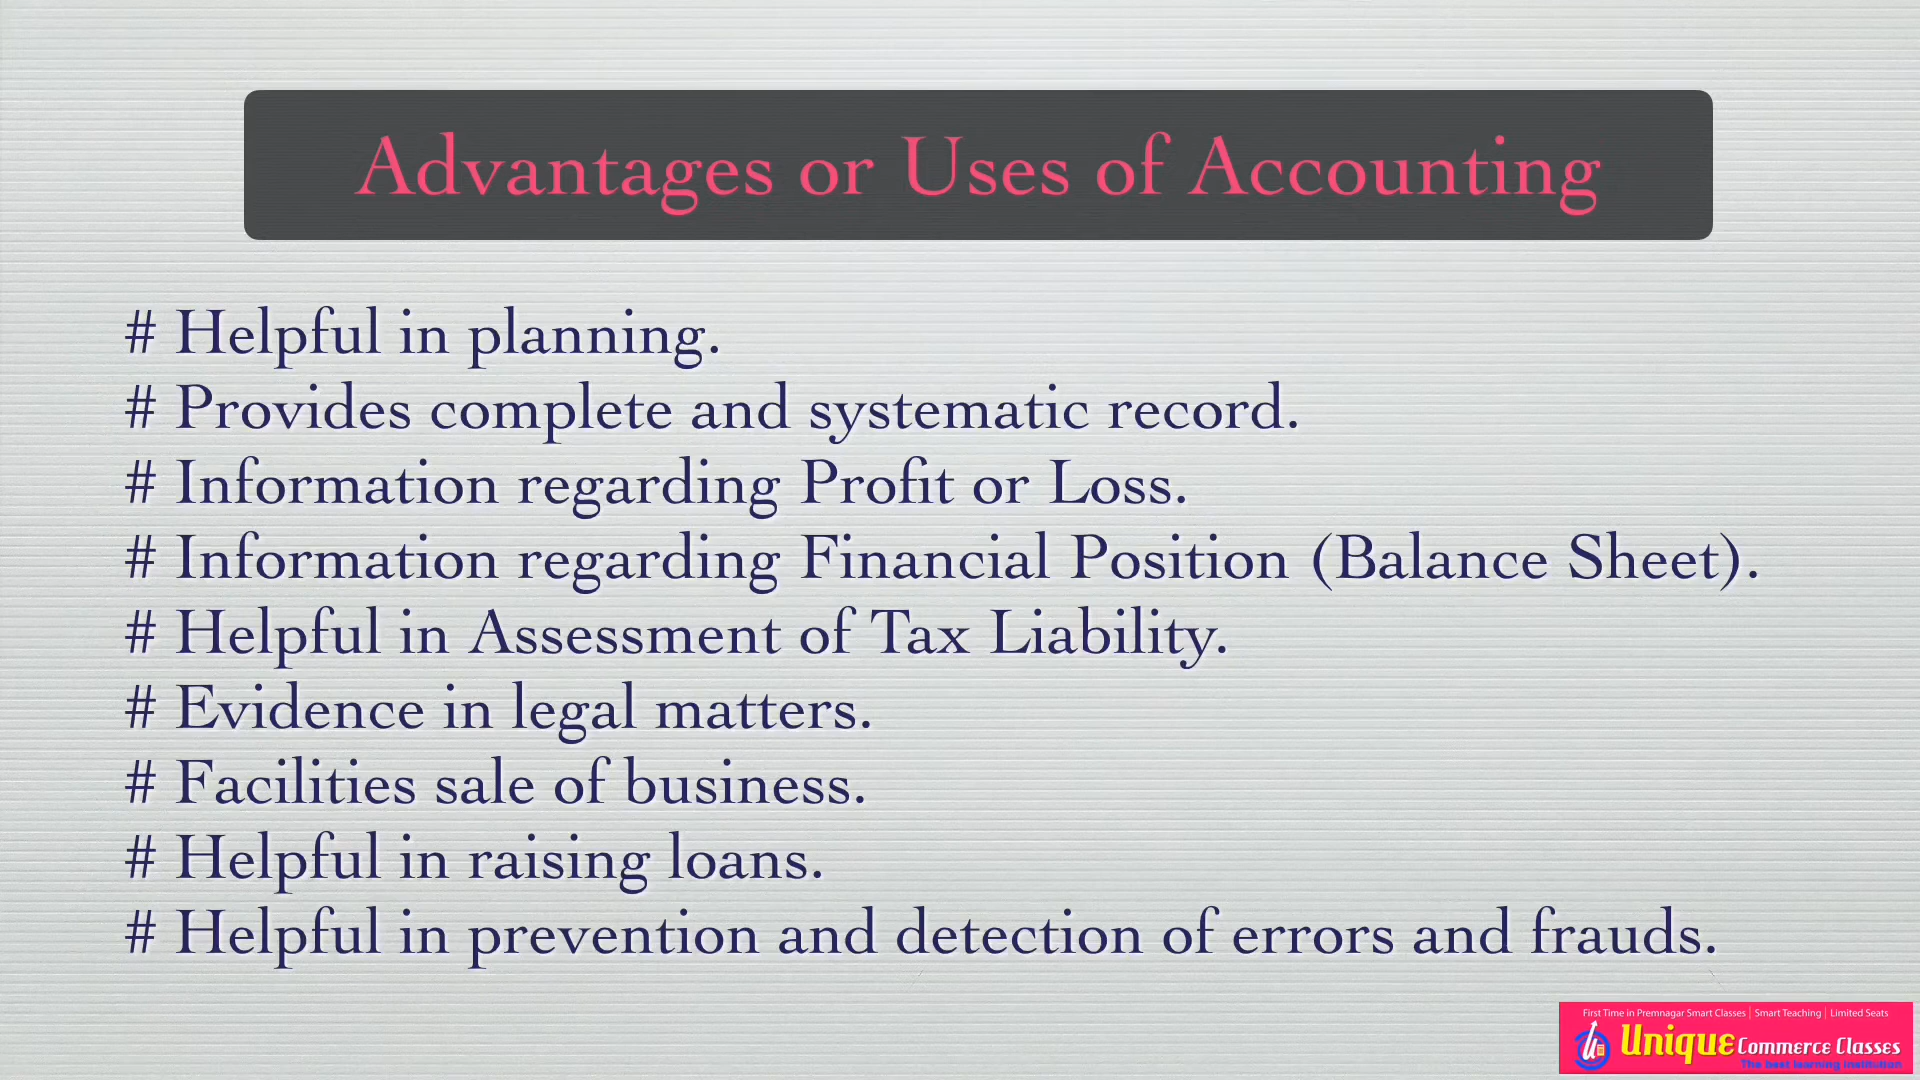 Advantages or Uses of Accounting
# Helpful in planning.
# Provides complete and systematic record.
# Information regarding Profit or Loss.
# Information regarding Financial Position (Balance Sheet).
# Helpful in Assessment of Tax Liability.
# Evidence in legal matters.
# Facilities sale of business.
# Helpful in raising loans.
# Helpful in prevention and detection of errors and frauds.
First Time in Premnagar Smart Classes | Smart Teaching | Limited Seats
Unique Commerce Classes
The best learning institution